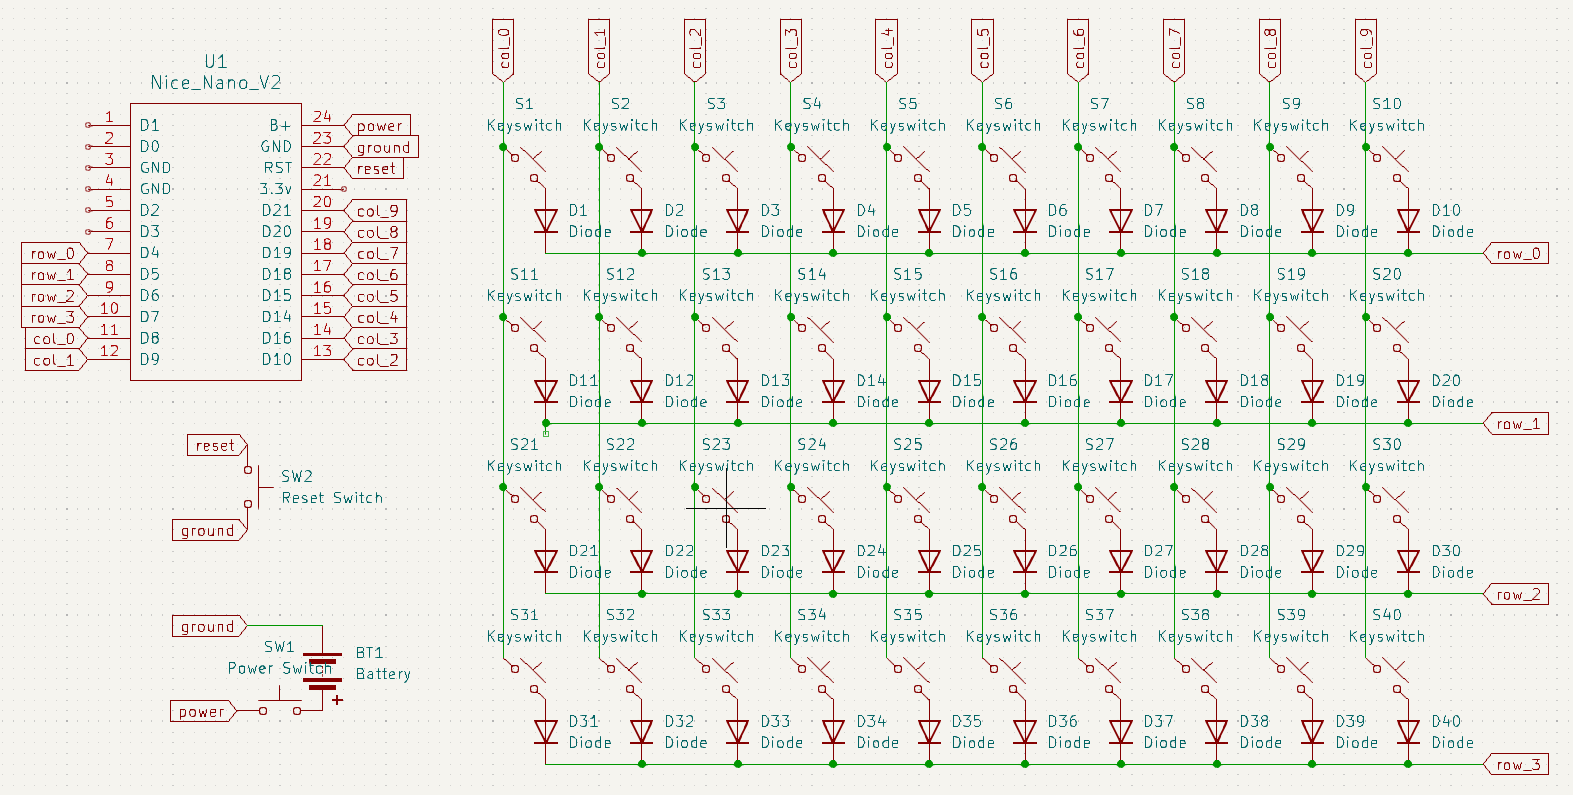 col_0 col_1 col_2 col_3 col_4 col_5 col_6 col_7 col_8 col_9
U1
Nice_Nano_V2
1 D1 B+ 24 power
2 D0 GND 23 ground
3 GND RST 22 reset
4 GND 3.3v 21
5 D2 D21 20 col_9
6 D3 D20 19 col_8
row_0 7 D4 D19 18 col_7
row_1 8 D5 D18 17 col_6
row_2 9 D6 D15 16 col_5
row_3 10 D7 D14 15 col_4
col_0 11 D8 D16 14 col_3
col_1 12 D9 D10 13 col_2
reset
SW2
Reset Switch
ground
ground
SW1
Power Switch
BT1
Battery
+
power
S1 S2 S3 S4 S5 S6 S7 S8 S9 S10
Keyswitch Keyswitch Keyswitch Keyswitch Keyswitch Keyswitch Keyswitch Keyswitch Keyswitch Keyswitch
D1 D2 D3 D4 D5 D6 D7 D8 D9 D10
Diode Diode Diode Diode Diode Diode Diode Diode Diode Diode
row_0
S11 S12 S13 S14 S15 S16 S17 S18 S19 S20
Keyswitch Keyswitch Keyswitch Keyswitch Keyswitch Keyswitch Keyswitch Keyswitch Keyswitch Keyswitch
D11 D12 D13 D14 D15 D16 D17 D18 D19 D20
Diode Diode Diode Diode Diode Diode Diode Diode Diode Diode
row_1
S21 S22 S23 S24 S25 S26 S27 S28 S29 S30
Keyswitch Keyswitch Keyswitch Keyswitch Keyswitch Keyswitch Keyswitch Keyswitch Keyswitch Keyswitch
D21 D22 D23 D24 D25 D26 D27 D28 D29 D30
Diode Diode Diode Diode Diode Diode Diode Diode Diode Diode
row_2
S31 S32 S33 S34 S35 S36 S37 S38 S39 S40
Keyswitch Keyswitch Keyswitch Keyswitch Keyswitch Keyswitch Keyswitch Keyswitch Keyswitch Keyswitch
D31 D32 D33 D34 D35 D36 D37 D38 D39 D40
Diode Diode Diode Diode Diode Diode Diode Diode Diode Diode
row_3